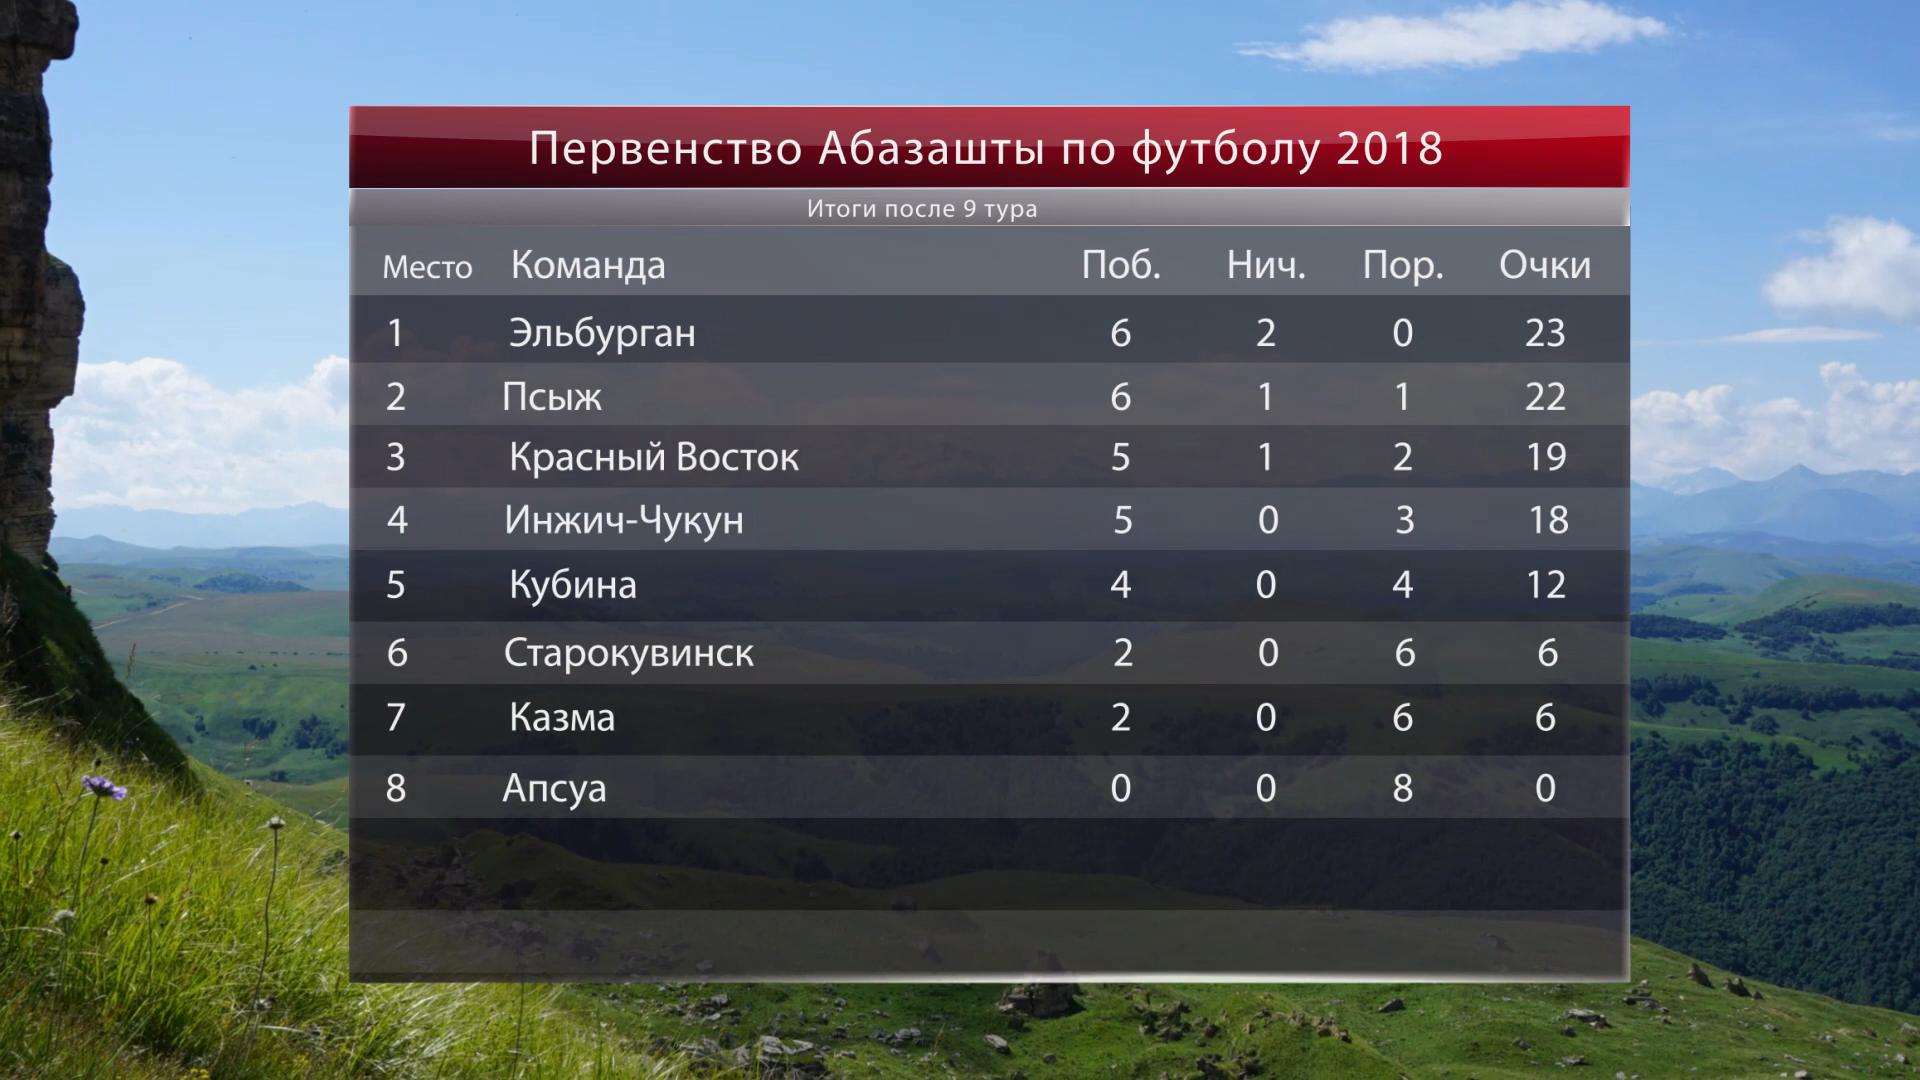 Первенство Абазашты по футболу 2018
Итоги после 9 тура
Место Команда Поб. Нич. Пор. Очки
1 Эльбурган 6 2 0 23
2 Псыж 6 1 1 22
3 Красный Восток 5 1 2 19
4 Инжич-Чукун 5 0 3 18
5 Кубина 4 0 4 12
6 Старокувинск 2 0 6 6
7 Казма 2 0 6 6
8 Апсуа 0 0 8 0